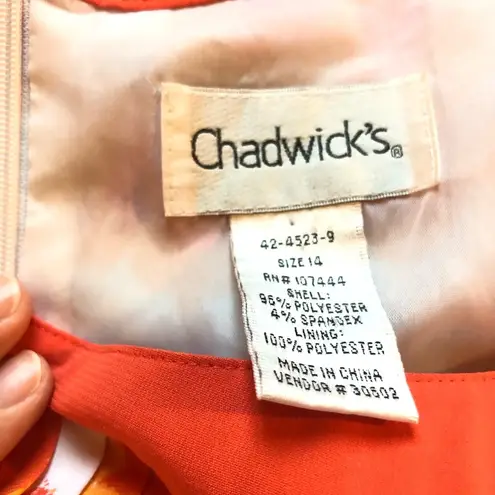 Chadwick's®
42-4523-9
SIZE 14
RN# 107444
SHELL:
96% POLYESTER
4% SPANDEX
LINING:
100% POLYESTER
MADE IN CHINA
VENDOR # 30502